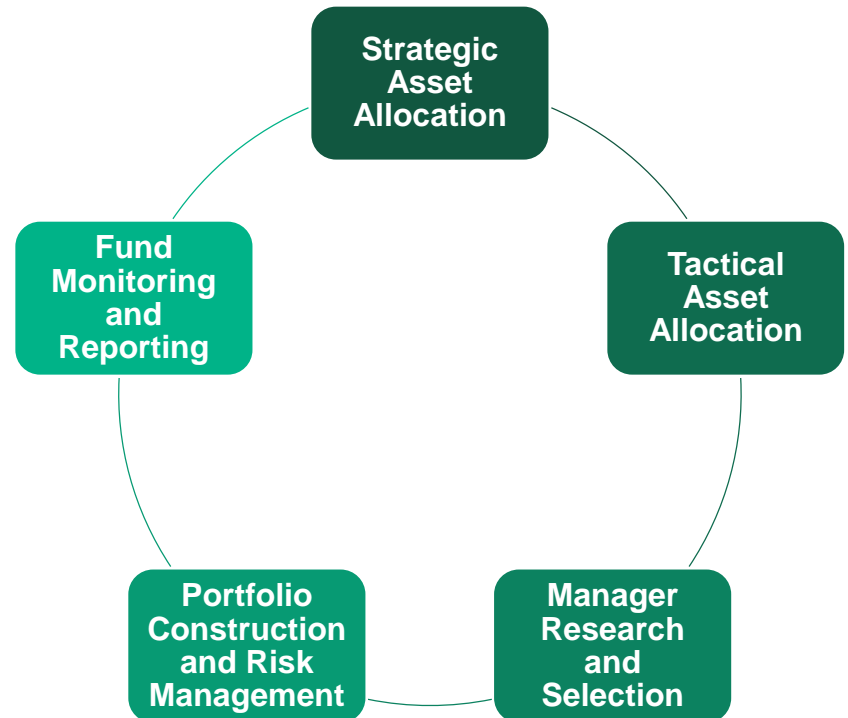 Strategic
Asset
Allocation
Tactical
Asset
Allocation
Manager
Research
and
Selection
Portfolio
Construction
and Risk
Management
Fund
Monitoring
and
Reporting